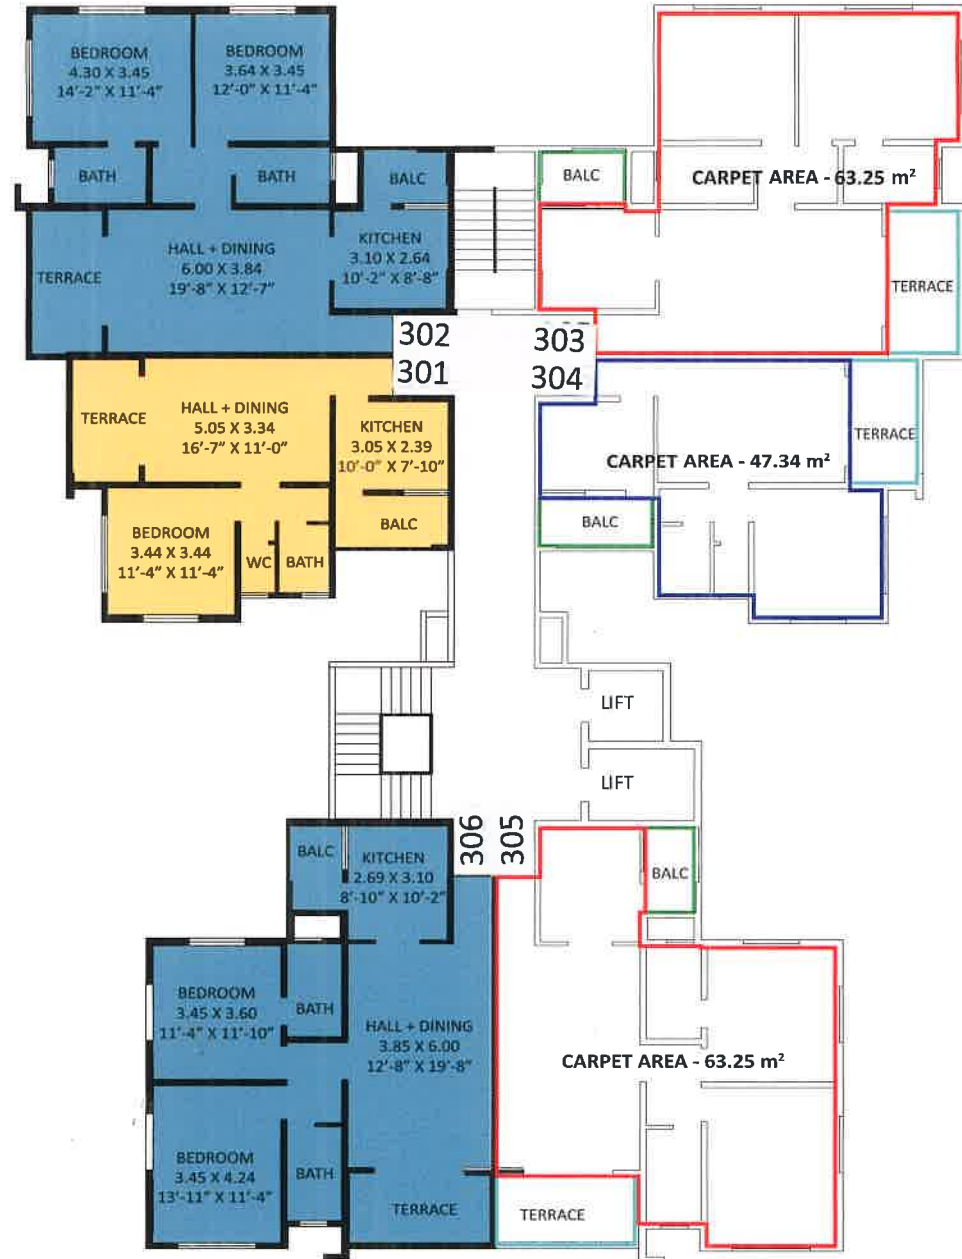 BEDROOM
4.30 X 3.45
14'-2" X 11'-4"
BEDROOM
3.64 X 3.45
12'-0" X 11'-4"
BATH
BATH
BALC
HALL + DINING
6.00 X 3.84
19'-8" X 12'-7"
KITCHEN
3.10 X 2.64
10'-2" X 8'-8"
TERRACE
302
BALC
CARPET AREA - 63.25 m²
TERRACE
303
301
TERRACE
HALL + DINING
5.05 X 3.34
16'-7" X 11'-0"
KITCHEN
3.05 X 2.39
10'-0" X 7'-10"
BALC
BEDROOM
3.44 X 3.44
11'-4" X 11'-4"
WC
BATH
304
TERRACE
CARPET AREA - 47.34 m²
BALC
LIFT
LIFT
306
305
BALC
KITCHEN
2.69 X 3.10
8'-10" X 10'-2"
BEDROOM
3.45 X 3.60
11'-4" X 11'-10"
BATH
HALL + DINING
3.85 X 6.00
12'-8" X 19'-8"
BEDROOM
3.45 X 4.24
13'-11" X 11'-4"
BATH
TERRACE
BALC
CARPET AREA - 63.25 m²
TERRACE